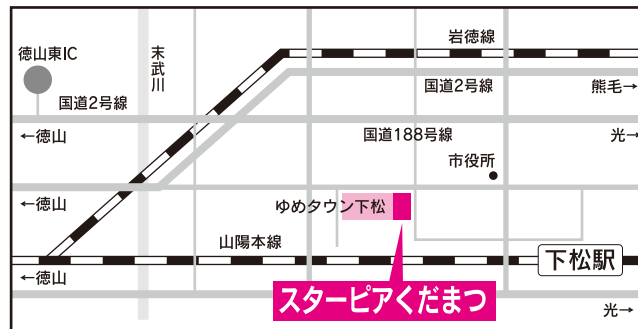 岩徳線
徳山東IC
末武川
国道2号線
熊毛→
国道2号線
国道188号線
←徳山
光→
市役所
←徳山
ゆめタウン下松
山陽本線
下松駅
←徳山
スターピアくだまつ
光→